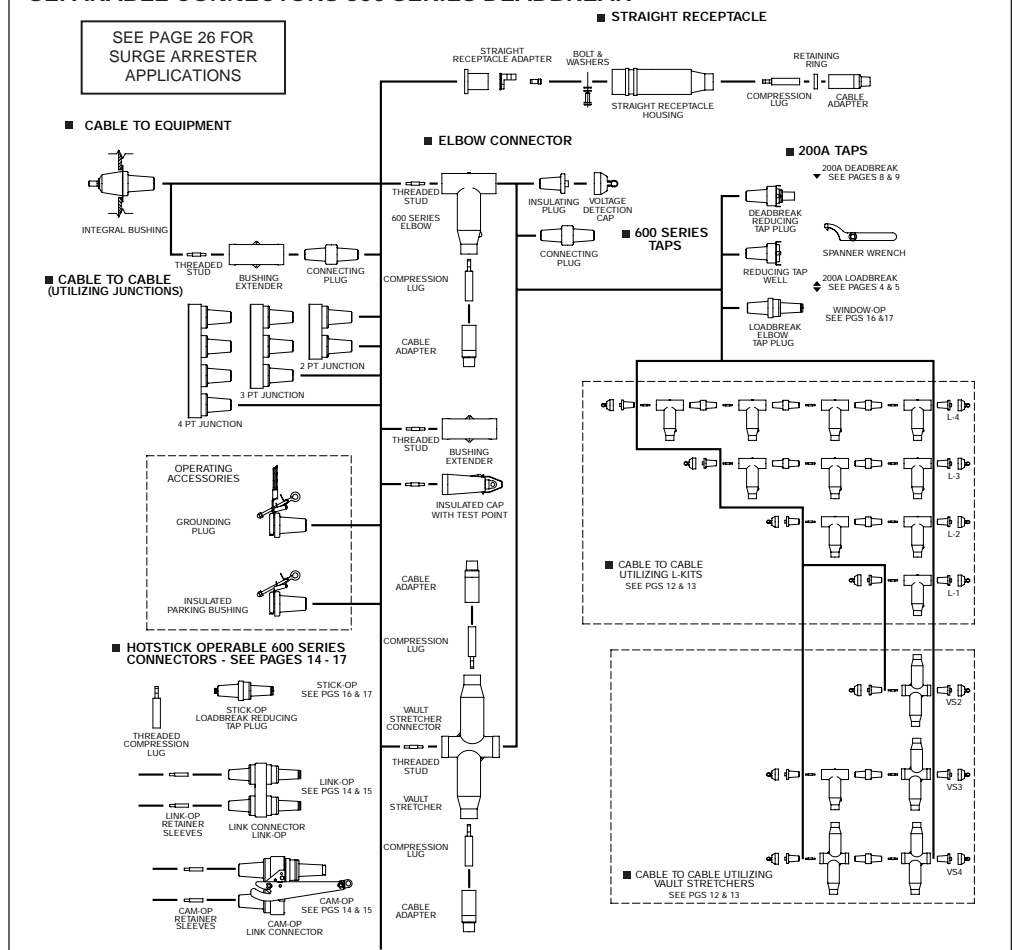 SEPARABLE CONNECTORS 600 SERIES DEADBREAK
■ STRAIGHT RECEPTACLE
SEE PAGE 26 FOR
SURGE ARRESTER
APPLICATIONS
STRAIGHT
RECEPTACLE ADAPTER
BOLT &
WASHERS
STRAIGHT RECEPTACLE
HOUSING
COMPRESSION
LUG
RETAINING
RING
CABLE
ADAPTER
■ CABLE TO EQUIPMENT
INTEGRAL BUSHING
THREADED
STUD
BUSHING
EXTENDER
CONNECTING
PLUG
■ ELBOW CONNECTOR
THREADED
STUD
600 SERIES
ELBOW
INSULATING
PLUG
VOLTAGE
DETECTION
CAP
CONNECTING
PLUG
COMPRESSION
LUG
CABLE
ADAPTER
■ 600 SERIES
TAPS
■ 200A TAPS
200A DEADBREAK
SEE PAGES 8 & 9
DEADBREAK
REDUCING
TAP PLUG
SPANNER WRENCH
REDUCING TAP
WELL
200A LOADBREAK
SEE PAGES 4 & 5
WINDOW-OP
SEE PGS 16 &17
LOADBREAK
ELBOW
TAP PLUG
■ CABLE TO CABLE
(UTILIZING JUNCTIONS)
2 PT JUNCTION
3 PT JUNCTION
4 PT JUNCTION
THREADED
STUD
BUSHING
EXTENDER
INSULATED CAP
WITH TEST POINT
OPERATING
ACCESSORIES
GROUNDING
PLUG
INSULATED
PARKING BUSHING
L-4
L-3
L-2
L-1
■ CABLE TO CABLE
UTILIZING L-KITS
SEE PGS 12 & 13
CABLE
ADAPTER
COMPRESSION
LUG
VAULT
STRETCHER
CONNECTOR
THREADED
STUD
VAULT
STRETCHER
COMPRESSION
LUG
CABLE
ADAPTER
■ HOTSTICK OPERABLE 600 SERIES
CONNECTORS - SEE PAGES 14 - 17
THREADED
COMPRESSION
LUG
STICK-OP
SEE PGS 16 & 17
STICK-OP
LOADBREAK REDUCING
TAP PLUG
LINK-OP
SEE PGS 14 & 15
LINK-OP
RETAINER
SLEEVES
LINK CONNECTOR
LINK-OP
CAM-OP
SEE PGS 14 & 15
CAM-OP
RETAINER
SLEEVES
CAM-OP
LINK CONNECTOR
VS2
VS3
VS4
■ CABLE TO CABLE UTILIZING
VAULT STRETCHERS
SEE PGS 12 & 13